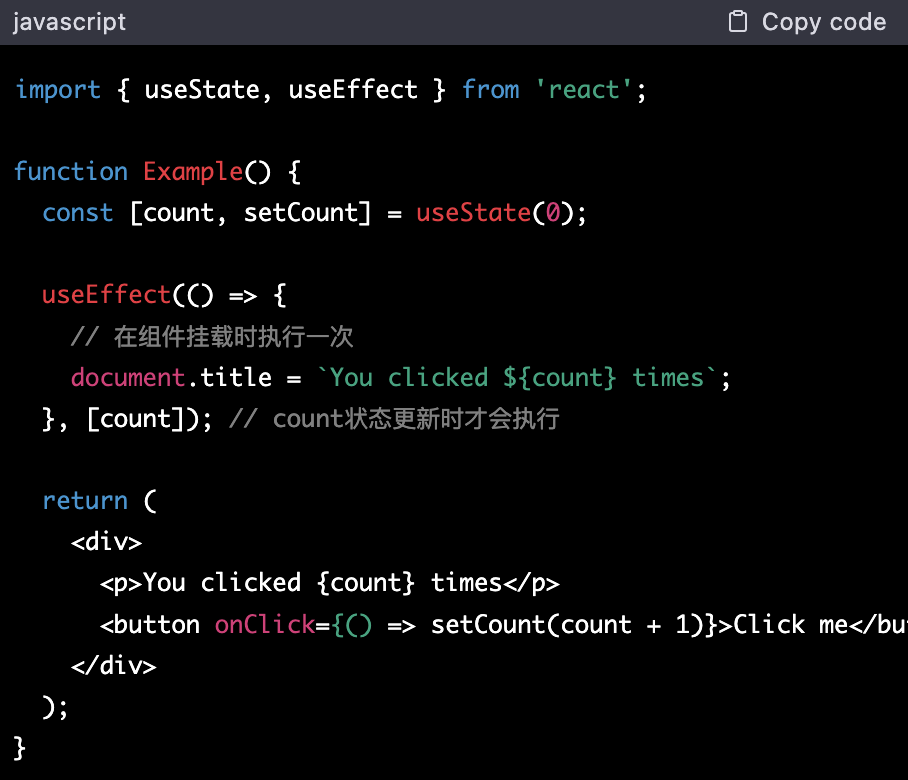 javascript
Copy code
import { useState, useEffect } from 'react';
function Example() {
const [count, setCount] = useState(0);
useEffect(() => {
// 在组件挂载时执行一次
document.title = `You clicked ${count} times`;
}, [count]); // count状态更新时才会执行
return (
<div>
<p>You clicked {count} times</p>
<button onClick={() => setCount(count + 1)}>Click me</but
</div>
);
}